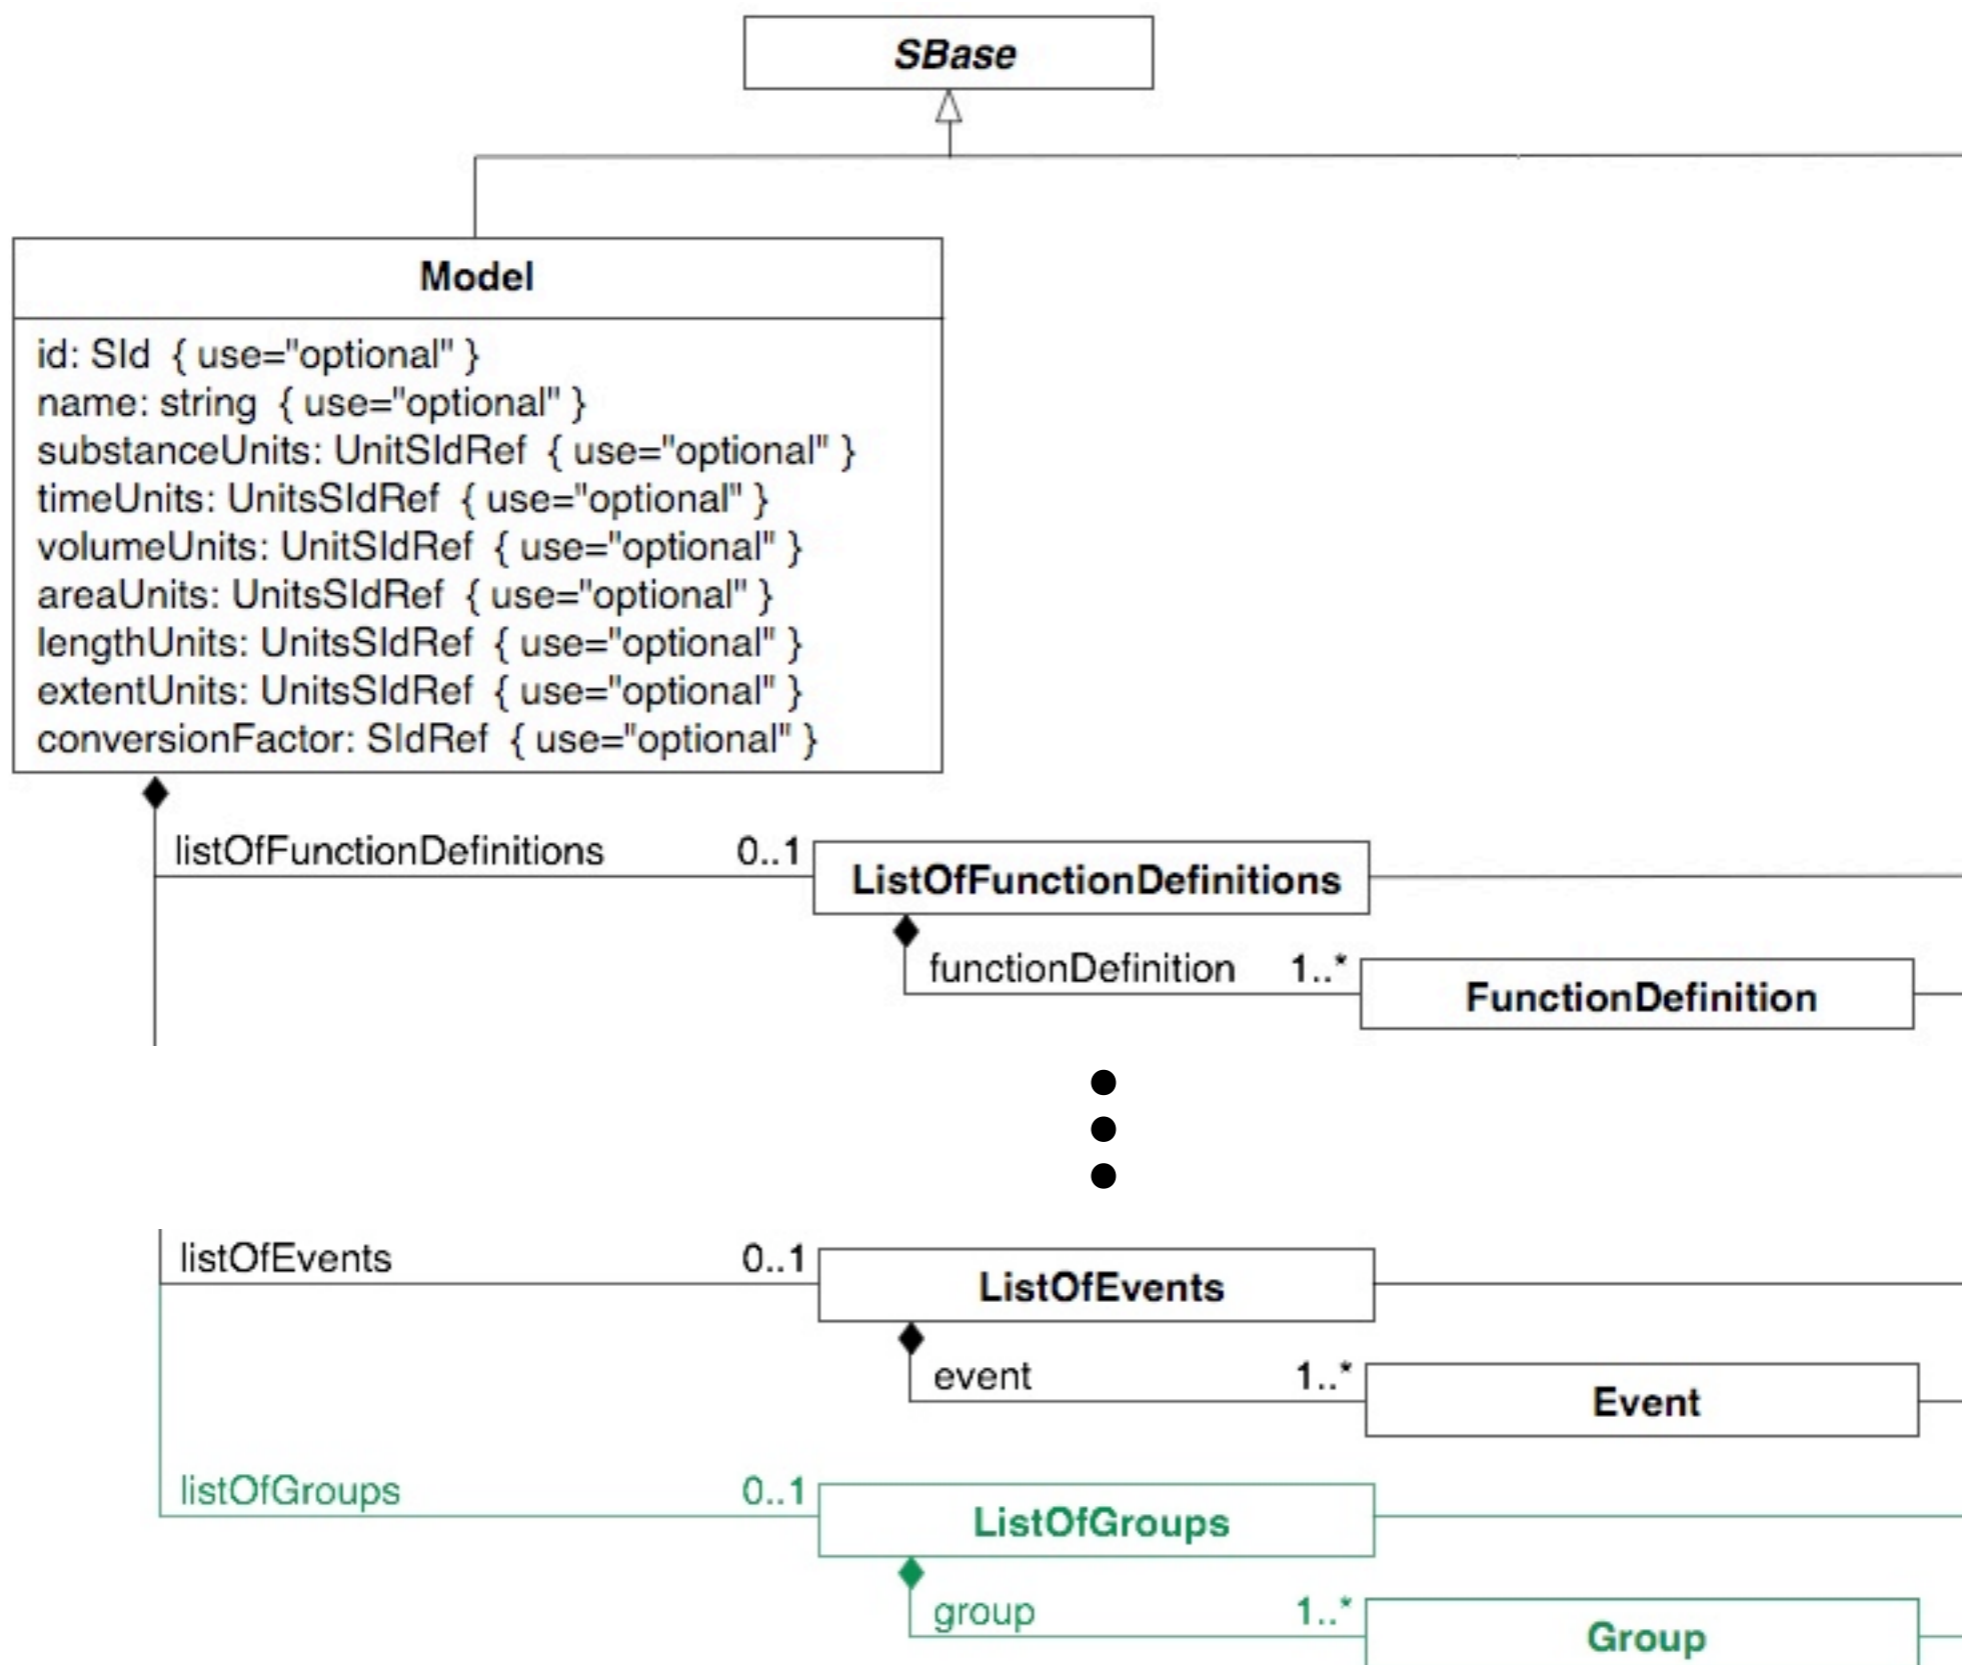 SBase
Model
id: SId { use="optional" }
name: string { use="optional" }
substanceUnits: UnitSIdRef { use="optional" }
timeUnits: UnitsSIdRef { use="optional" }
volumeUnits: UnitSIdRef { use="optional" }
areaUnits: UnitsSIdRef { use="optional" }
lengthUnits: UnitsSIdRef { use="optional" }
extentUnits: UnitsSIdRef { use="optional" }
conversionFactor: SIdRef { use="optional" }
listOfFunctionDefinitions 0..1
ListOfFunctionDefinitions
functionDefinition 1..*
FunctionDefinition
listOfEvents 0..1
ListOfEvents
event 1..*
Event
listOfGroups 0..1
ListOfGroups
group 1..*
Group